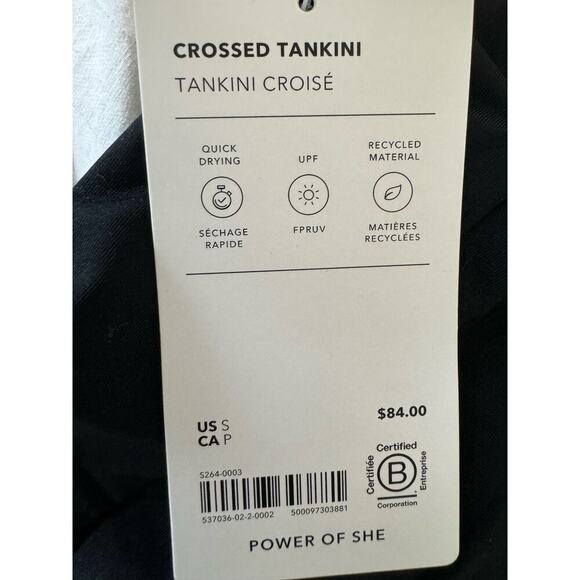 CROSSED TANKINI
TANKINI CROISÉ
QUICK
DRYING
SÉCHAGE
RAPIDE
UPF
FPRUV
RECYCLED
MATERIAL
MATIÈRES
RECYCLÉES
US S
CA P
$84.00
S264-0003
537036-02-2-0002 500097303881
Certified
Certifiée
B
Entreprise
Corporation
POWER OF SHE